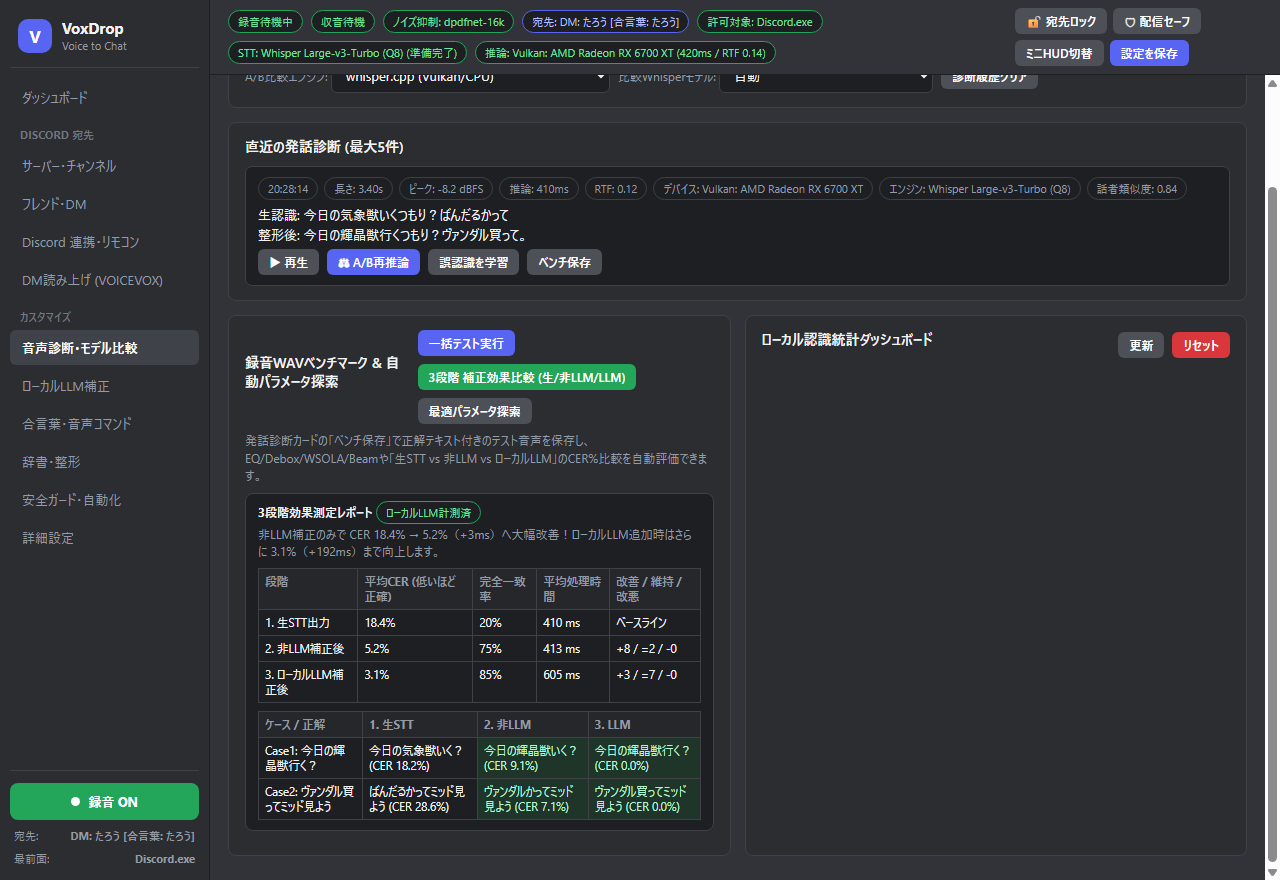 V
VoxDrop
Voice to Chat
ダッシュボード
DISCORD 宛先
サーバー・チャンネル
フレンド・DM
Discord 連携・リモコン
DM読み上げ (VOICEVOX)
カスタマイズ
音声診断・モデル比較
ローカルLLM補正
合言葉・音声コマンド
辞書・整形
安全ガード・自動化
詳細設定
● 録音 ON
宛先: DM: たろう [合言葉: たろう]
最前面: Discord.exe
録音待機中 収音待機 ノイズ抑制: dpdfnet-16k 宛先: DM: たろう [合言葉: たろう] 許可対象: Discord.exe
STT: Whisper Large-v3-Turbo (Q8) (準備完了) 推論: Vulkan: AMD Radeon RX 6700 XT (420ms / RTF 0.14)
🔓 宛先ロック 🛡 配信セーフ
ミニHUD切替 設定を保存
A/B比較エンジン: whisper.cpp (Vulkan/CPU) 比較Whisperモデル: 自動 診断履歴クリア
直近の発話診断 (最大5件)
20:28:14 長さ: 3.40s ピーク: -8.2 dBFS 推論: 410ms RTF: 0.12 デバイス: Vulkan: AMD Radeon RX 6700 XT エンジン: Whisper Large-v3-Turbo (Q8) 話者類似度: 0.84
生認識: 今日の気象獣いくつもり？ばんだるかって
整形後: 今日の輝晶獣行くつもり？ヴァンダル買って。
▶ 再生 A/B再推論 誤認識を学習 ベンチ保存
録音WAVベンチマーク & 自
動パラメータ探索
一括テスト実行
3段階 補正効果比較 (生/非LLM/LLM)
最適パラメータ探索
発話診断カードの「ベンチ保存」で正解テキスト付きのテスト音声を保存し、
EQ/Debox/WSOLA/Beamや「生STT vs 非LLM vs ローカルLLM」のCER%比較を自動評価できま
す。
3段階効果測定レポート ローカルLLM計測済
非LLM補正のみで CER 18.4% → 5.2%（+3ms）へ大幅改善！ローカルLLM追加時はさら
に 3.1%（+192ms）まで向上します。
段階 平均CER (低いほど正確) 完全一致率 平均処理時間 改善 / 維持 / 改悪
1. 生STT出力 18.4% 20% 410 ms ベースライン
2. 非LLM補正後 5.2% 75% 413 ms +8 / =2 / -0
3. ローカルLLM補正後 3.1% 85% 605 ms +3 / =7 / -0
ケース / 正解 1. 生STT 2. 非LLM 3. LLM
Case1: 今日の輝晶獣行く？ 今日の気象獣いく？ (CER 18.2%) 今日の輝晶獣いく？ (CER 9.1%) 今日の輝晶獣行く？ (CER 0.0%)
Case2: ヴァンダル買ってミッド見よう ばんだるかってミッド見よう (CER 28.6%) ヴァンダルかってミッド見よう (CER 7.1%) ヴァンダル買ってミッド見よう (CER 0.0%)
ローカル認識統計ダッシュボード
更新 リセット